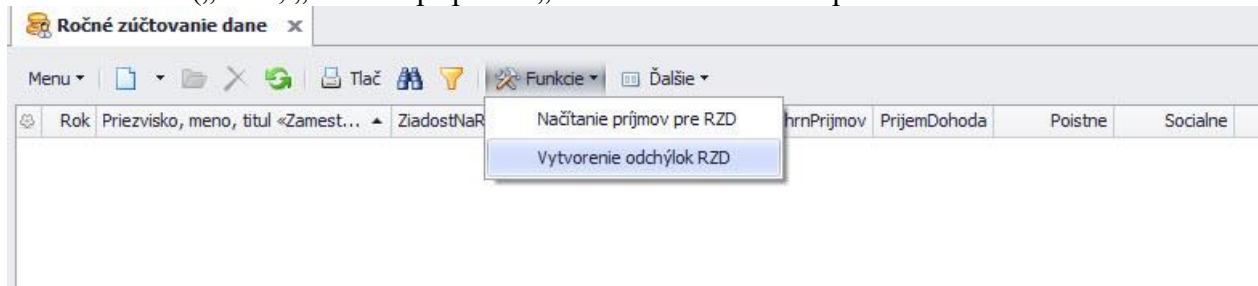 Ročné zúčtovanie dane x
Menu Tlač Funkcie Ďalšie
Rok Priezvisko, meno, titul «Zamest... ZiadostNaR hrnPrijmov PrijemDohoda Poistne Socialne
Načítanie príjmov pre RZD
Vytvorenie odchýlok RZD